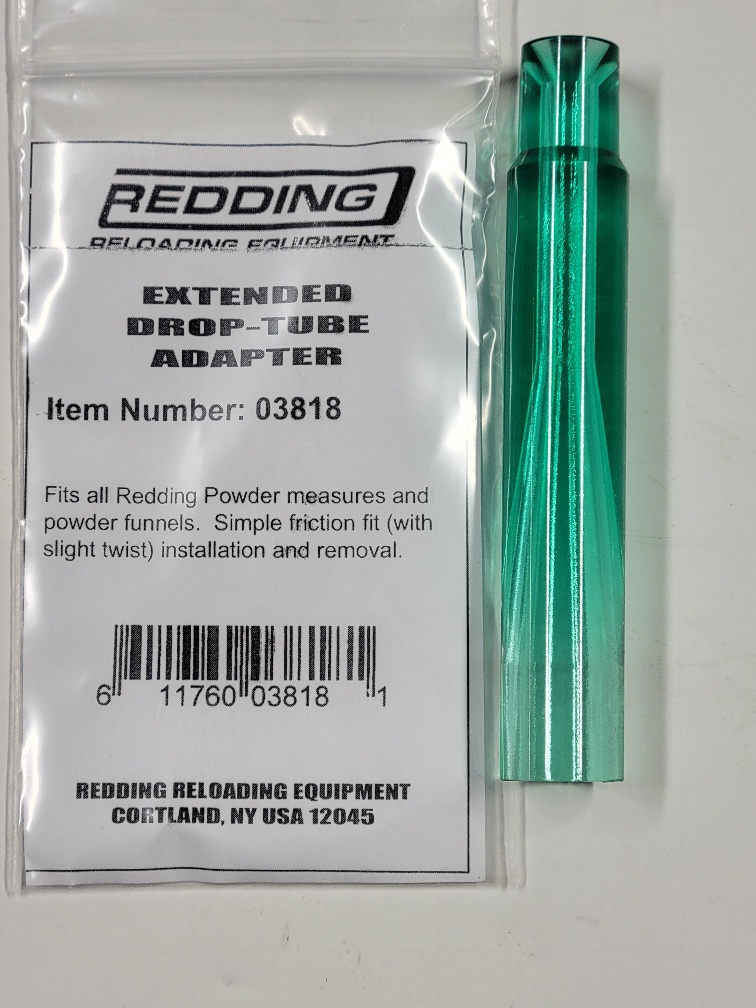 REDDING
RELOADING EQUIPMENT
EXTENDED
DROP-TUBE
ADAPTER
Item Number: 03818
Fits all Redding Powder measures and
powder funnels. Simple friction fit (with
slight twist) installation and removal.
6 11760 03818 1
REDDING RELOADING EQUIPMENT
CORTLAND, NY USA 12045